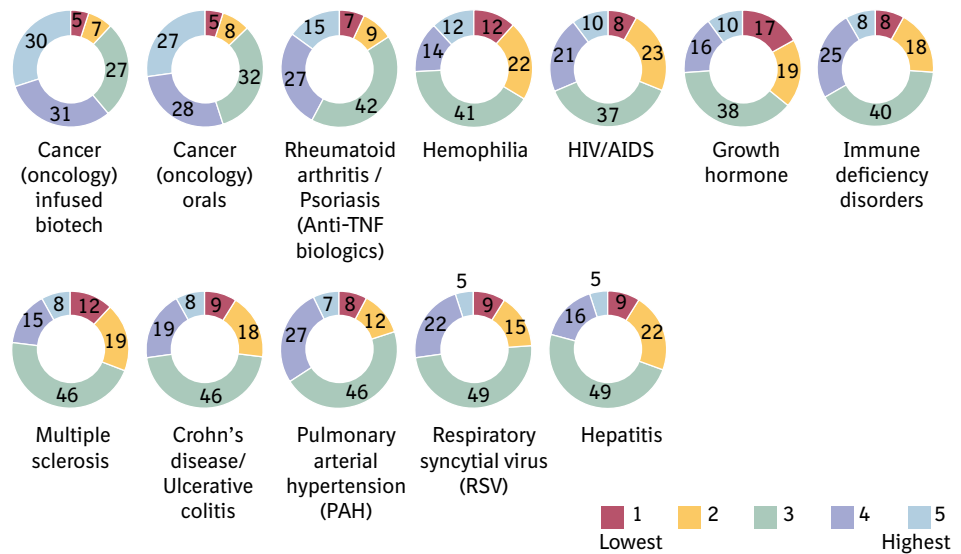 5 7 27 31 30
Cancer
(oncology)
infused
biotech
5 8 32 28 27
Cancer
(oncology)
orals
7 9 42 27 15
Rheumatoid
arthritis /
Psoriasis
(Anti-TNF
biologics)
12 22 41 14 12
Hemophilia
8 23 37 21 10
HIV/AIDS
17 19 38 16 10
Growth
hormone
8 18 40 25 8
Immune
deficiency
disorders
12 19 46 15 8
Multiple
sclerosis
9 18 46 19 8
Crohn's
disease/
Ulcerative
colitis
8 12 46 27 7
Pulmonary
arterial
hypertension
(PAH)
9 15 49 22 5
Respiratory
syncytial virus
(RSV)
9 22 49 16 5
Hepatitis
1 2 3 4 5
Lowest Highest